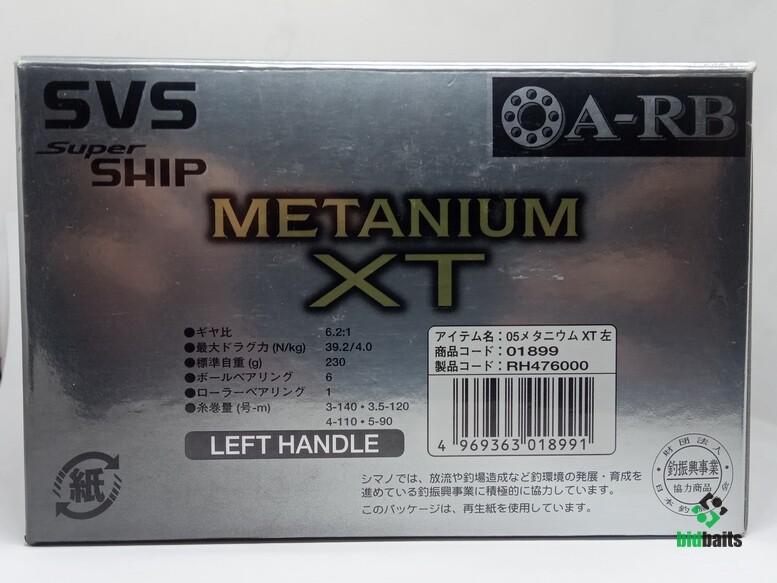 SVS
Super
SHIP
A-RB
METANIUM
XT
●ギヤ比 6.2:1
●最大ドラグ力 (N/kg) 39.2/4.0
●標準自重 (g) 230
●ボールベアリング 6
●ローラーベアリング 1
●糸巻量 (号-m) 3-140・3.5-120
4-110・5-90
LEFT HANDLE
アイテム名：05メタニウム XT 左
商品コード：01899
製品コード：RH476000
4 969363 018991
シマノでは、放流や釣場造成など釣環境の発展・育成を
進めている釣振興事業に積極的に協力しています。
このパッケージは、再生紙を使用しています。
紙
財団法人
釣振興事業
協力商品
日本釣
bidbaits